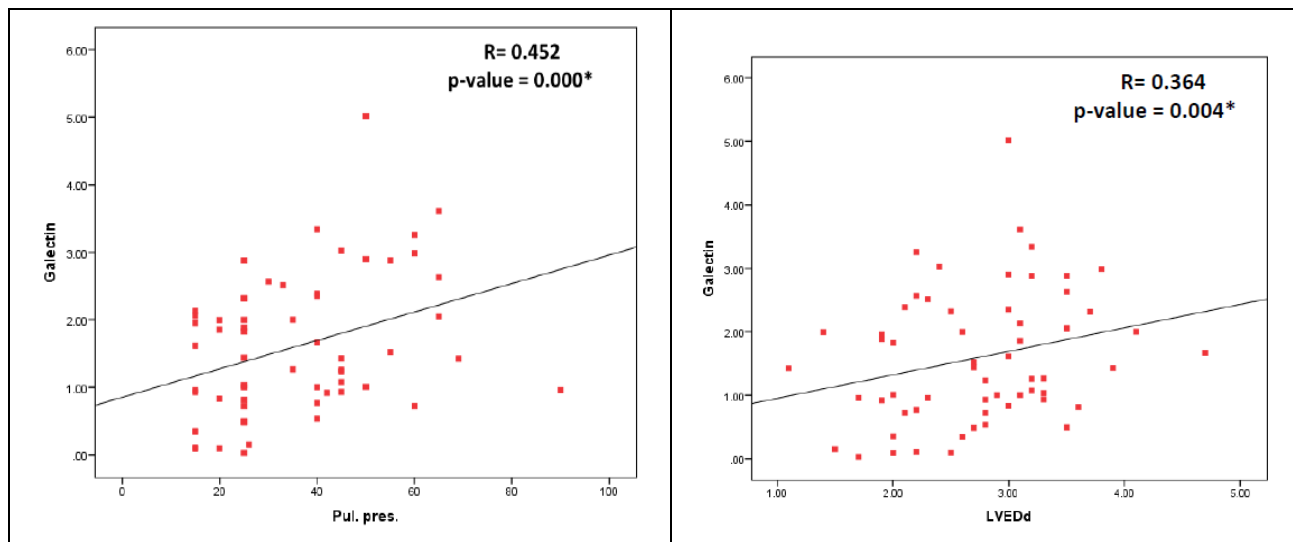 R= 0.452
p-value = 0.000*
6.00
5.00
4.00
3.00
2.00
1.00
.00
Galectin
0 20 40 60 80 100
Pul. pres.
R= 0.364
p-value = 0.004*
6.00
5.00
4.00
3.00
2.00
1.00
.00
Galectin
1.00 2.00 3.00 4.00 5.00
LVEDd